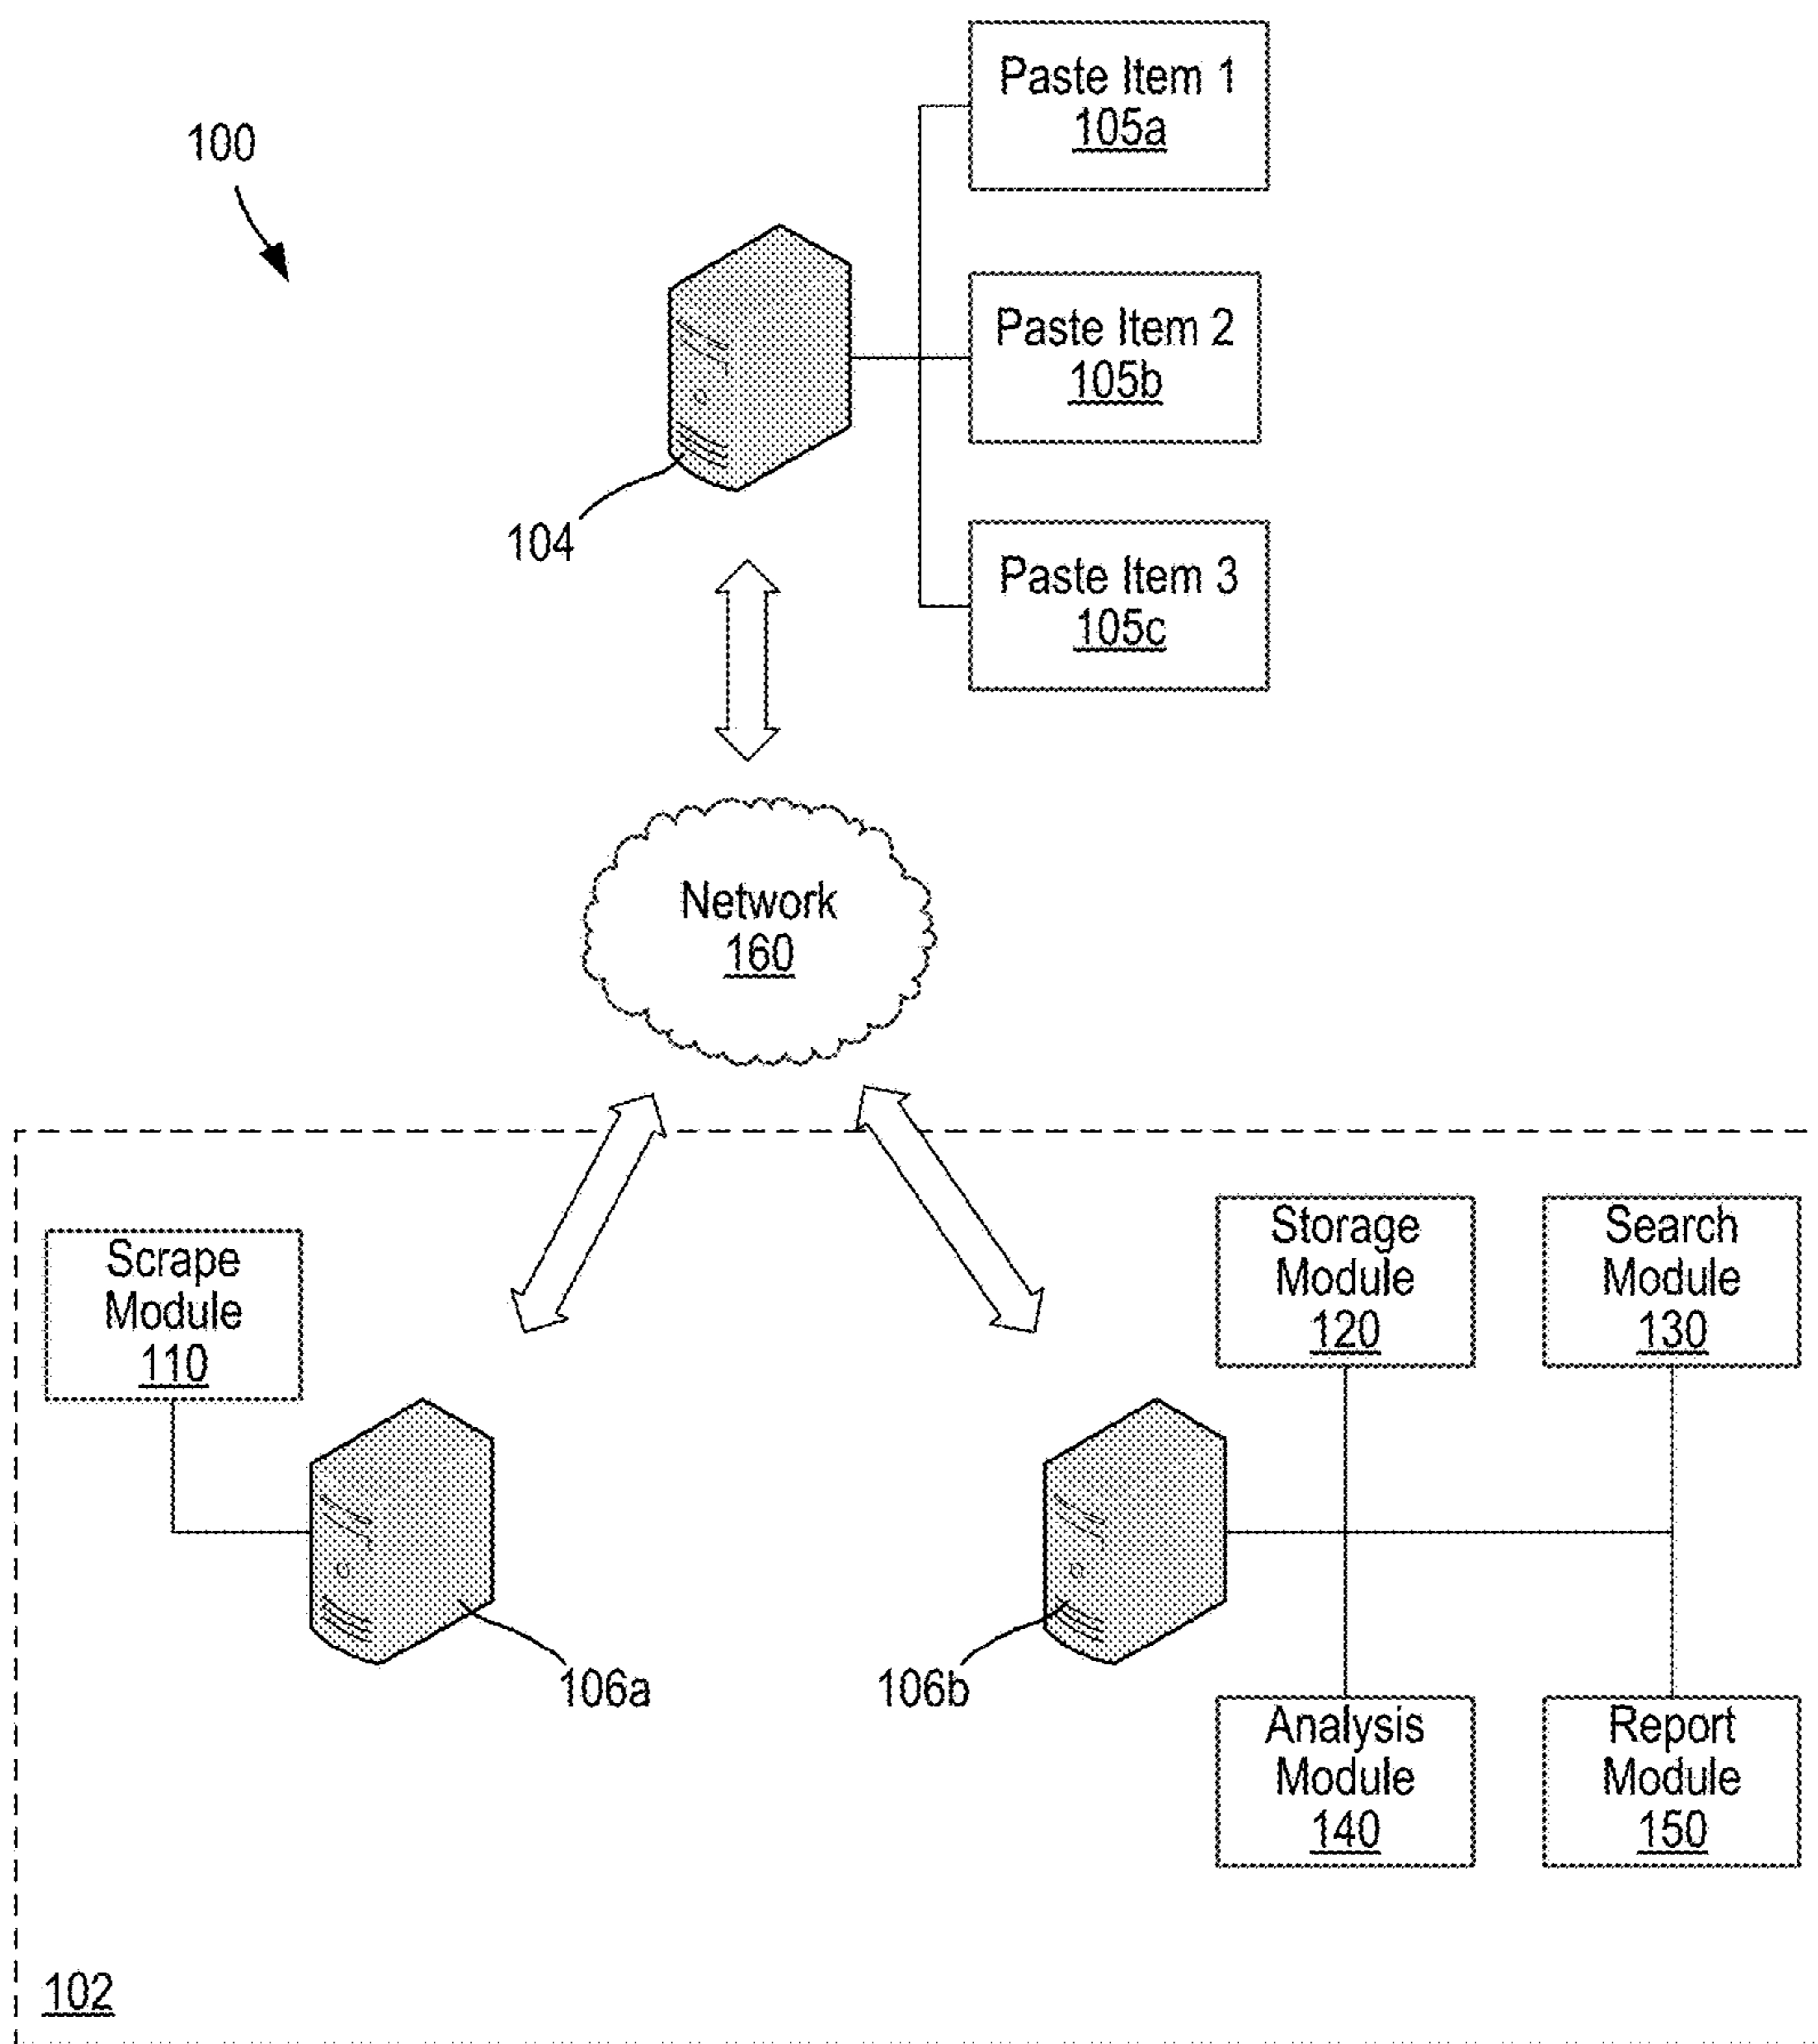 Paste Item 1
105a
100
Paste Item 2
105b
104
Paste Item 3
105c
Network
160
Scrape
Module
110
Storage
Module
120
Search
Module
130
106a
106b
Analysis
Module
140
Report
Module
150
102